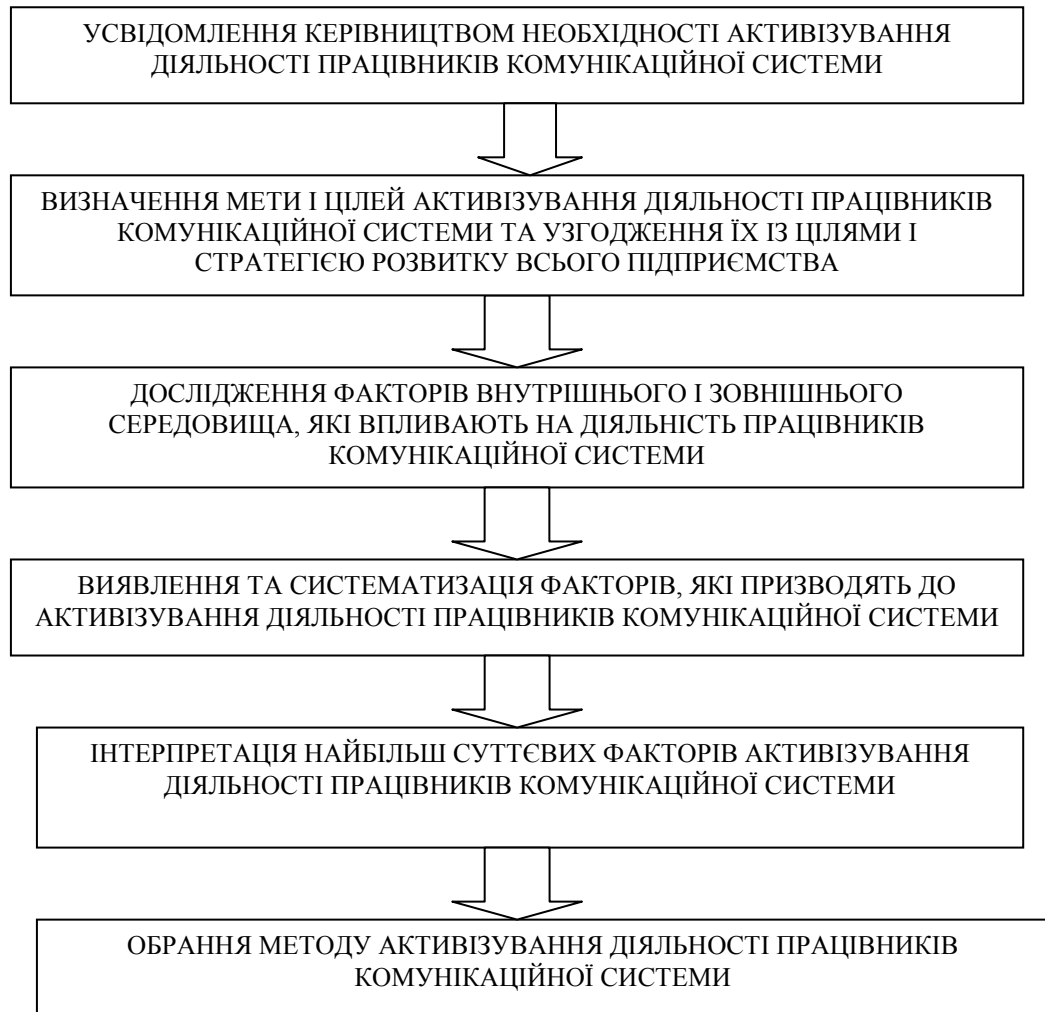 УСВІДОМЛЕННЯ КЕРІВНИЦТВОМ НЕОБХІДНОСТІ АКТИВІЗУВАННЯ
ДІЯЛЬНОСТІ ПРАЦІВНИКІВ КОМУНІКАЦІЙНОЇ СИСТЕМИ
ВИЗНАЧЕННЯ МЕТИ І ЦІЛЕЙ АКТИВІЗУВАННЯ ДІЯЛЬНОСТІ ПРАЦІВНИКІВ
КОМУНІКАЦІЙНОЇ СИСТЕМИ ТА УЗГОДЖЕННЯ ЇХ ІЗ ЦІЛЯМИ І
СТРАТЕГІЄЮ РОЗВИТКУ ВСЬОГО ПІДПРИЄМСТВА
ДОСЛІДЖЕННЯ ФАКТОРІВ ВНУТРІШНЬОГО І ЗОВНІШНЬОГО
СЕРЕДОВИЩА, ЯКІ ВПЛИВАЮТЬ НА ДІЯЛЬНІСТЬ ПРАЦІВНИКІВ
КОМУНІКАЦІЙНОЇ СИСТЕМИ
ВИЯВЛЕННЯ ТА СИСТЕМАТИЗАЦІЯ ФАКТОРІВ, ЯКІ ПРИЗВОДЯТЬ ДО
АКТИВІЗУВАННЯ ДІЯЛЬНОСТІ ПРАЦІВНИКІВ КОМУНІКАЦІЙНОЇ СИСТЕМИ
ІНТЕРПРЕТАЦІЯ НАЙБІЛЬШ СУТТЄВИХ ФАКТОРІВ АКТИВІЗУВАННЯ
ДІЯЛЬНОСТІ ПРАЦІВНИКІВ КОМУНІКАЦІЙНОЇ СИСТЕМИ
ОБРАННЯ МЕТОДУ АКТИВІЗУВАННЯ ДІЯЛЬНОСТІ ПРАЦІВНИКІВ
КОМУНІКАЦІЙНОЇ СИСТЕМИ